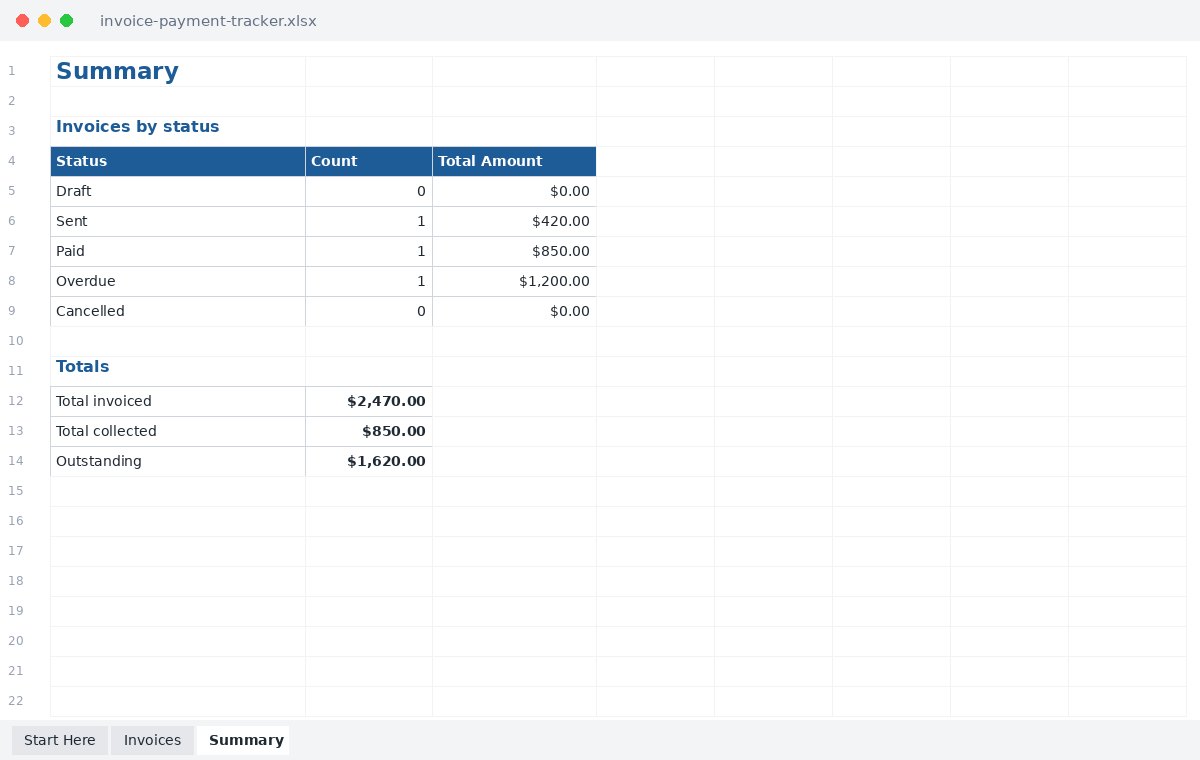 invoice-payment-tracker.xlsx
1 Summary
2
3 Invoices by status
4 Status Count Total Amount
5 Draft 0 $0.00
6 Sent 1 $420.00
7 Paid 1 $850.00
8 Overdue 1 $1,200.00
9 Cancelled 0 $0.00
10
11 Totals
12 Total invoiced $2,470.00
13 Total collected $850.00
14 Outstanding $1,620.00
15
16
17
18
19
20
21
22
Start Here Invoices Summary